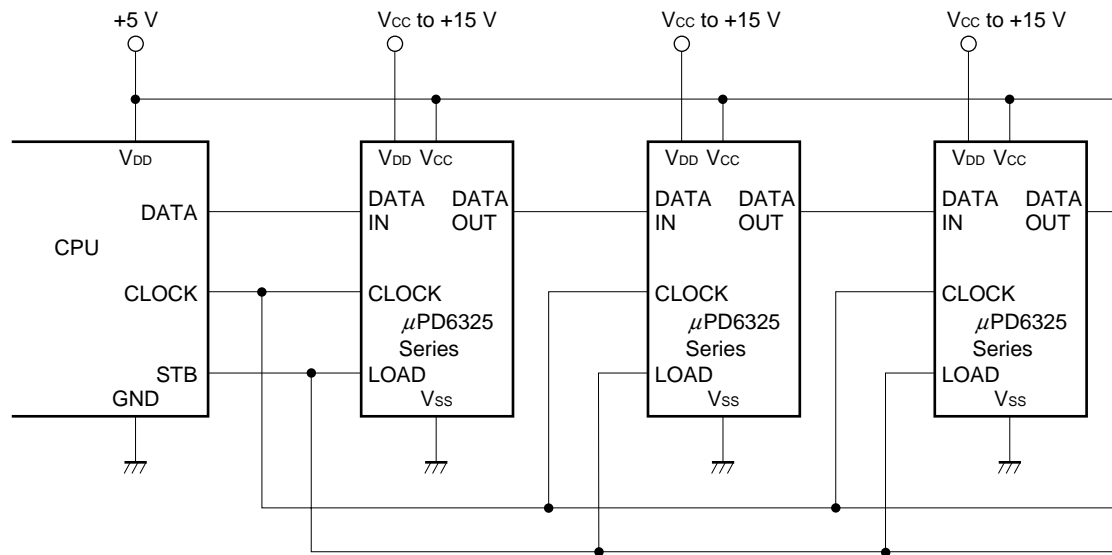 +5 V
VCC to +15 V
VCC to +15 V
VCC to +15 V
VDD
VDD VCC
VDD VCC
VDD VCC
DATA
DATA IN
DATA OUT
DATA IN
DATA OUT
DATA IN
DATA OUT
CPU
CLOCK
CLOCK
CLOCK
CLOCK
μPD6325
Series
μPD6325
Series
μPD6325
Series
STB
LOAD
LOAD
LOAD
GND
VSS
VSS
VSS